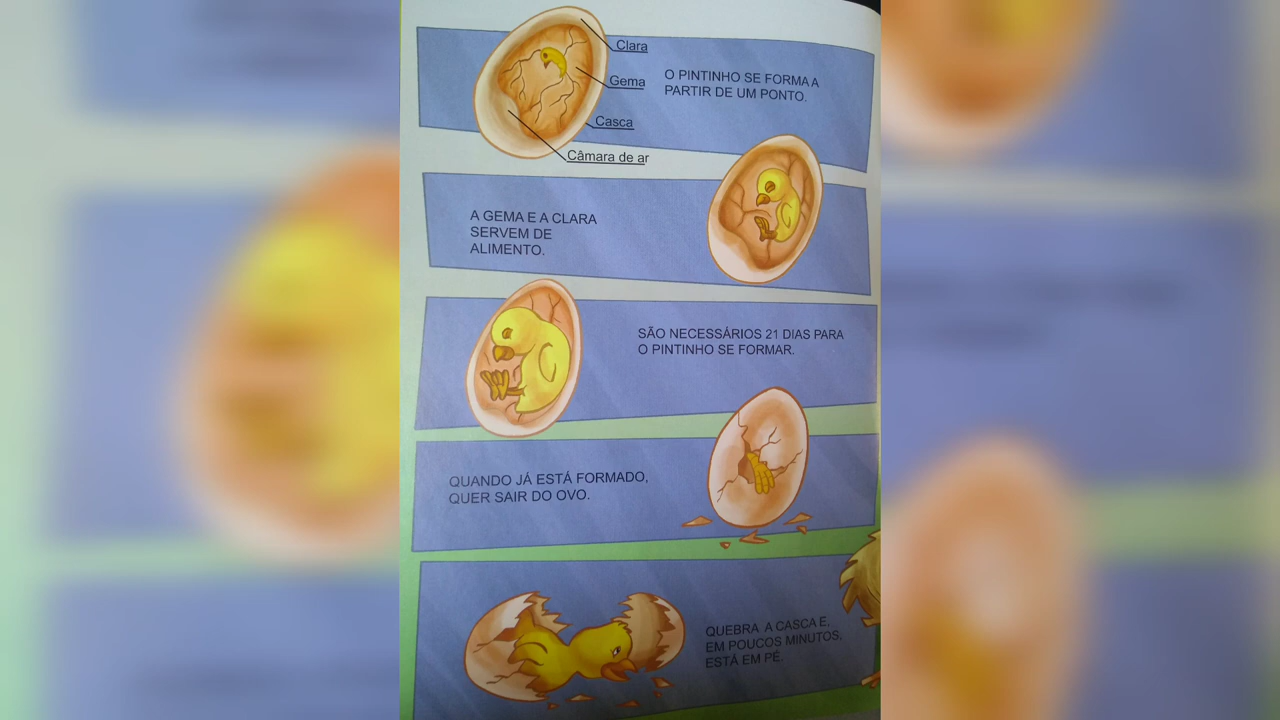 Clara
Gema
Casca
Câmara de ar
O PINTINHO SE FORMA A
PARTIR DE UM PONTO.
A GEMA E A CLARA
SERVEM DE
ALIMENTO.
SÃO NECESSÁRIOS 21 DIAS PARA
O PINTINHO SE FORMAR.
QUANDO JÁ ESTÁ FORMADO,
QUER SAIR DO OVO.
QUEBRA A CASCA E,
EM POUCOS MINUTOS,
ESTÁ EM PÉ.